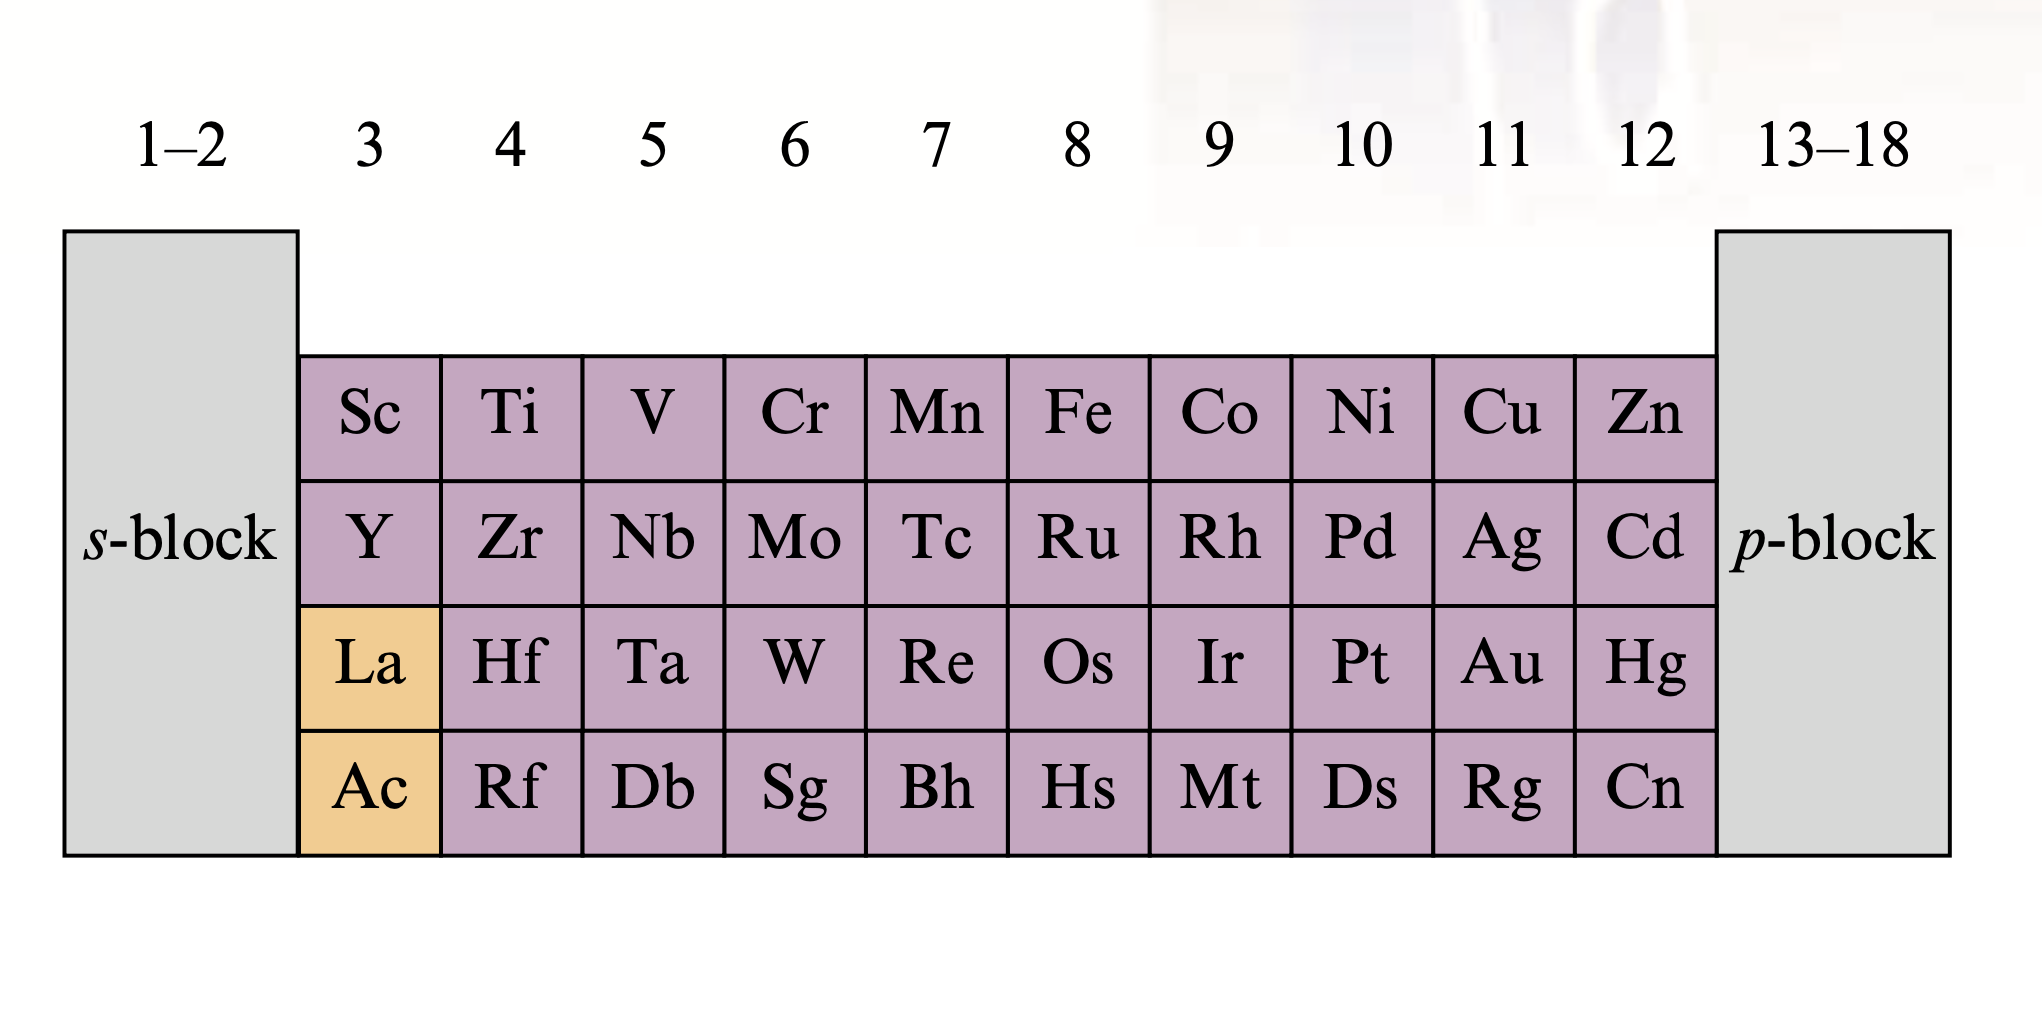 1–2 3 4 5 6 7 8 9 10 11 12 13–18
Sc Ti V Cr Mn Fe Co Ni Cu Zn
s-block Y Zr Nb Mo Tc Ru Rh Pd Ag Cd p-block
La Hf Ta W Re Os Ir Pt Au Hg
Ac Rf Db Sg Bh Hs Mt Ds Rg Cn